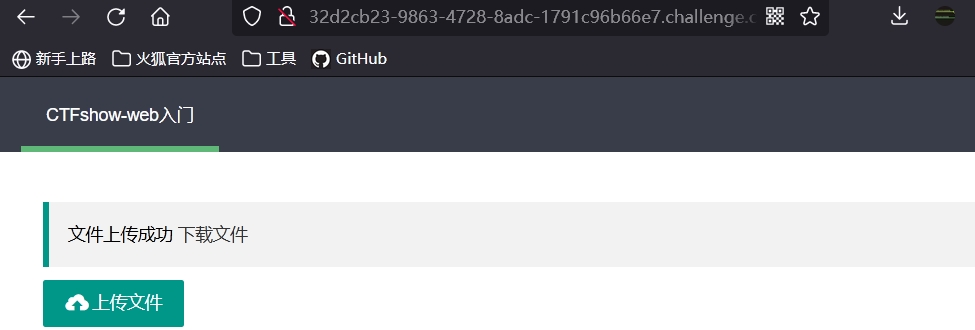 32d2cb23-9863-4728-8adc-1791c96b66e7.challenge.c
新手上路 火狐官方站点 工具 GitHub
CTFshow-web入门
文件上传成功 下载文件
上传文件